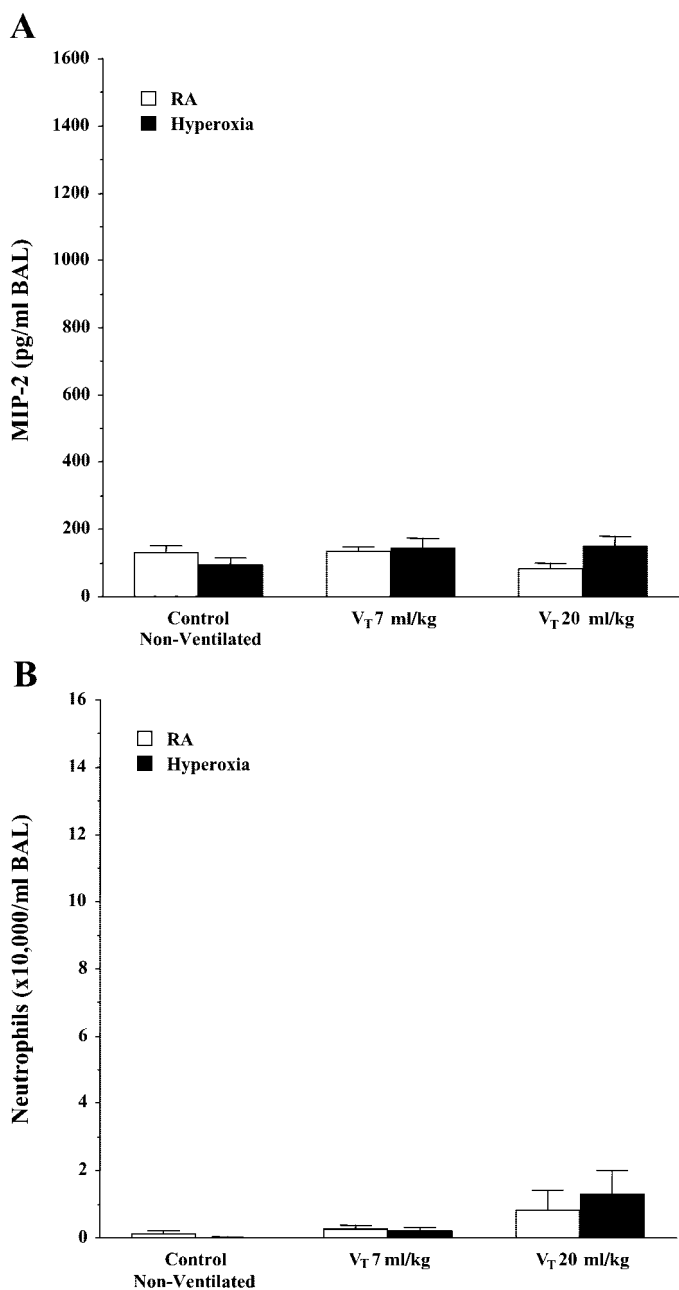 A
1600
RA
Hyperoxia
1400
1200
1000
800
600
400
200
0
MIP-2 (pg/ml BAL)
Control
Non-Ventilated
VT 7 ml/kg
VT 20 ml/kg
B
16
RA
Hyperoxia
14
12
10
8
6
4
2
0
Neutrophils (x10,000/ml BAL)
Control
Non-Ventilated
VT 7 ml/kg
VT 20 ml/kg